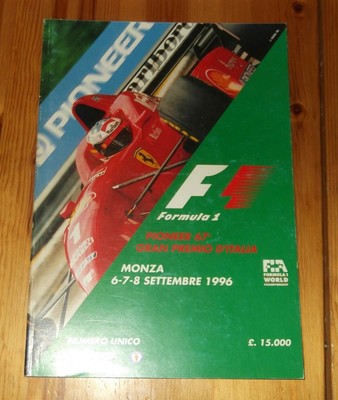 PIONEER
F1
Formula 1
PIONEER 67°
GRAN PREMIO D'ITALIA
MONZA
6-7-8 SETTEMBRE 1996
FIA
FORMULA 1
WORLD
CHAMPIONSHIP
NUMERO UNICO
£. 15.000